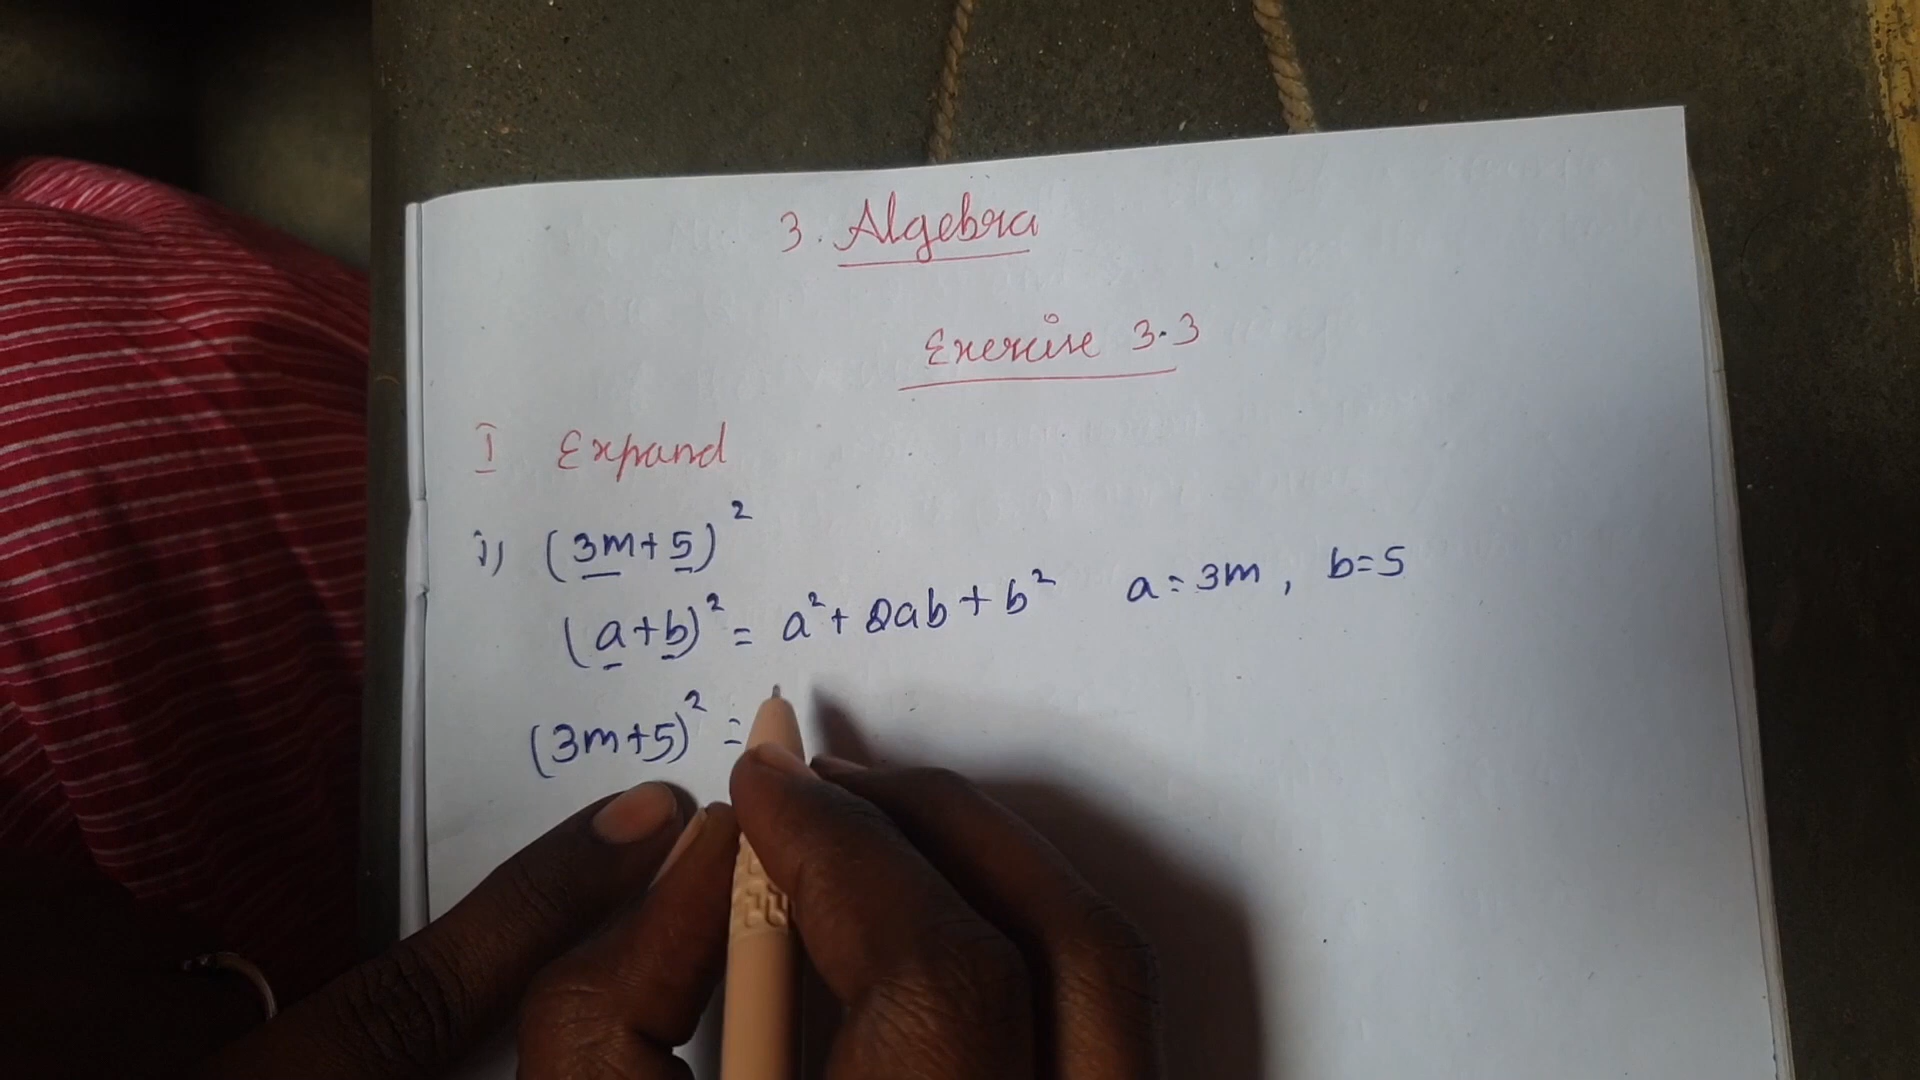 3. Algebra
Exercise 3.3
I Expand
i) (3m+5)²
(a+b)² = a²+2ab+b² a=3m, b=5
(3m+5)² =